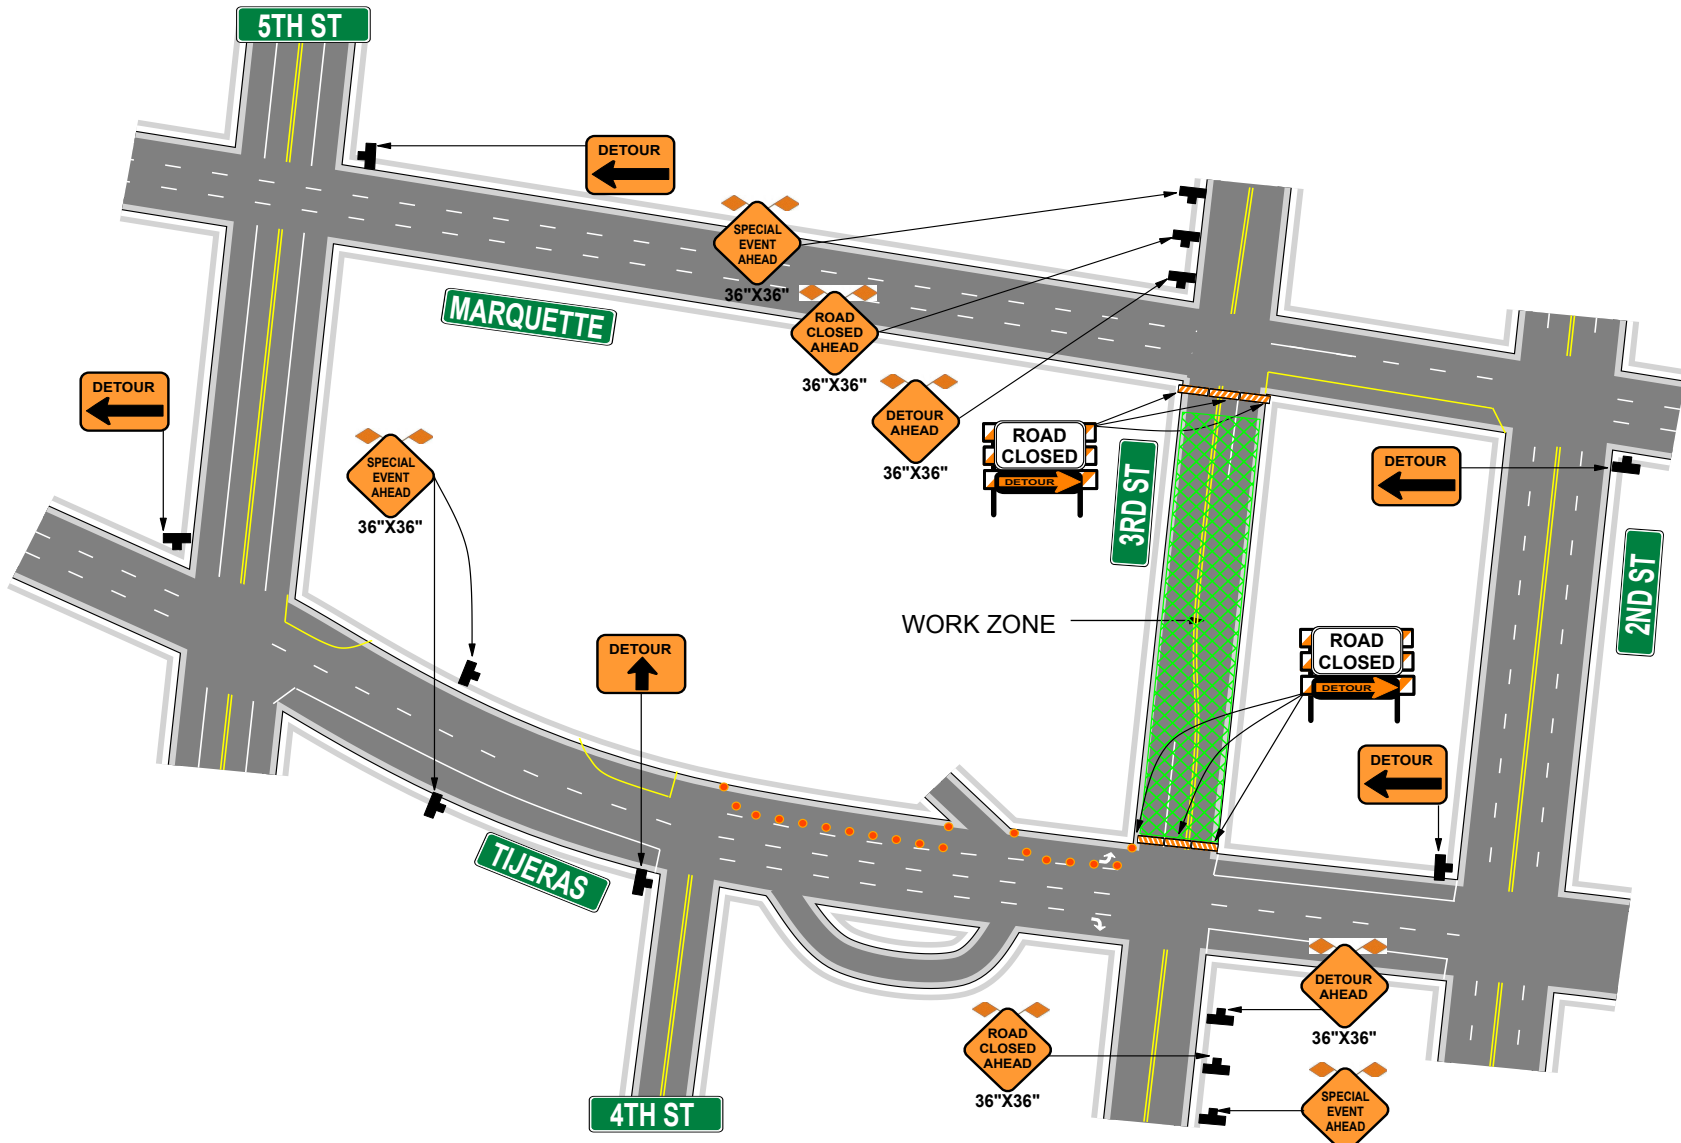 5TH ST
DETOUR
SPECIAL
EVENT
AHEAD
36"X36"
MARQUETTE
ROAD
CLOSED
AHEAD
36"X36"
DETOUR
AHEAD
36"X36"
DETOUR
SPECIAL
EVENT
AHEAD
36"X36"
ROAD
CLOSED
DETOUR
3RD ST
DETOUR
2ND ST
WORK ZONE
DETOUR
ROAD
CLOSED
DETOUR
DETOUR
TIJERAS
DETOUR
AHEAD
36"X36"
ROAD
CLOSED
AHEAD
36"X36"
SPECIAL
EVENT
AHEAD
4TH ST